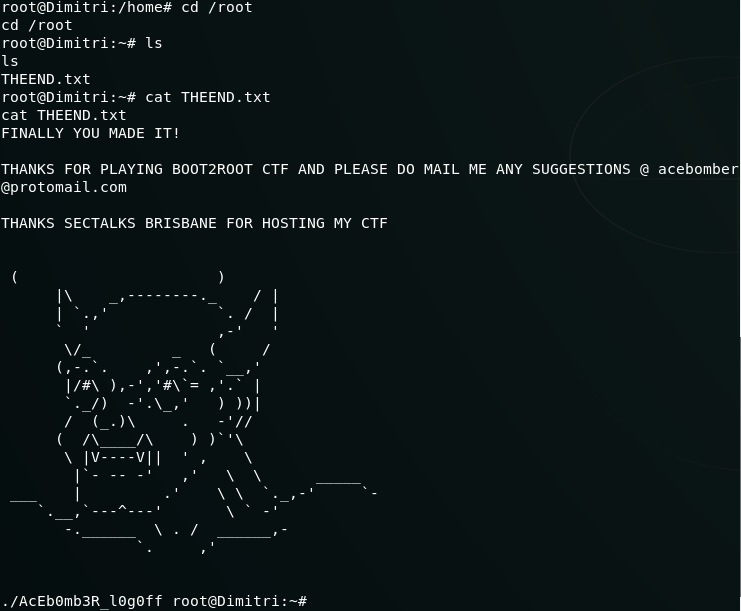 root@Dimitri:/home# cd /root
cd /root
root@Dimitri:~# ls
ls
THEEND.txt
root@Dimitri:~# cat THEEND.txt
cat THEEND.txt
FINALLY YOU MADE IT!
THANKS FOR PLAYING BOOT2ROOT CTF AND PLEASE DO MAIL ME ANY SUGGESTIONS @ acebomber
@protomail.com
THANKS SECTALKS BRISBANE FOR HOSTING MY CTF
./AcEb0mb3R_l0g0ff root@Dimitri:~#